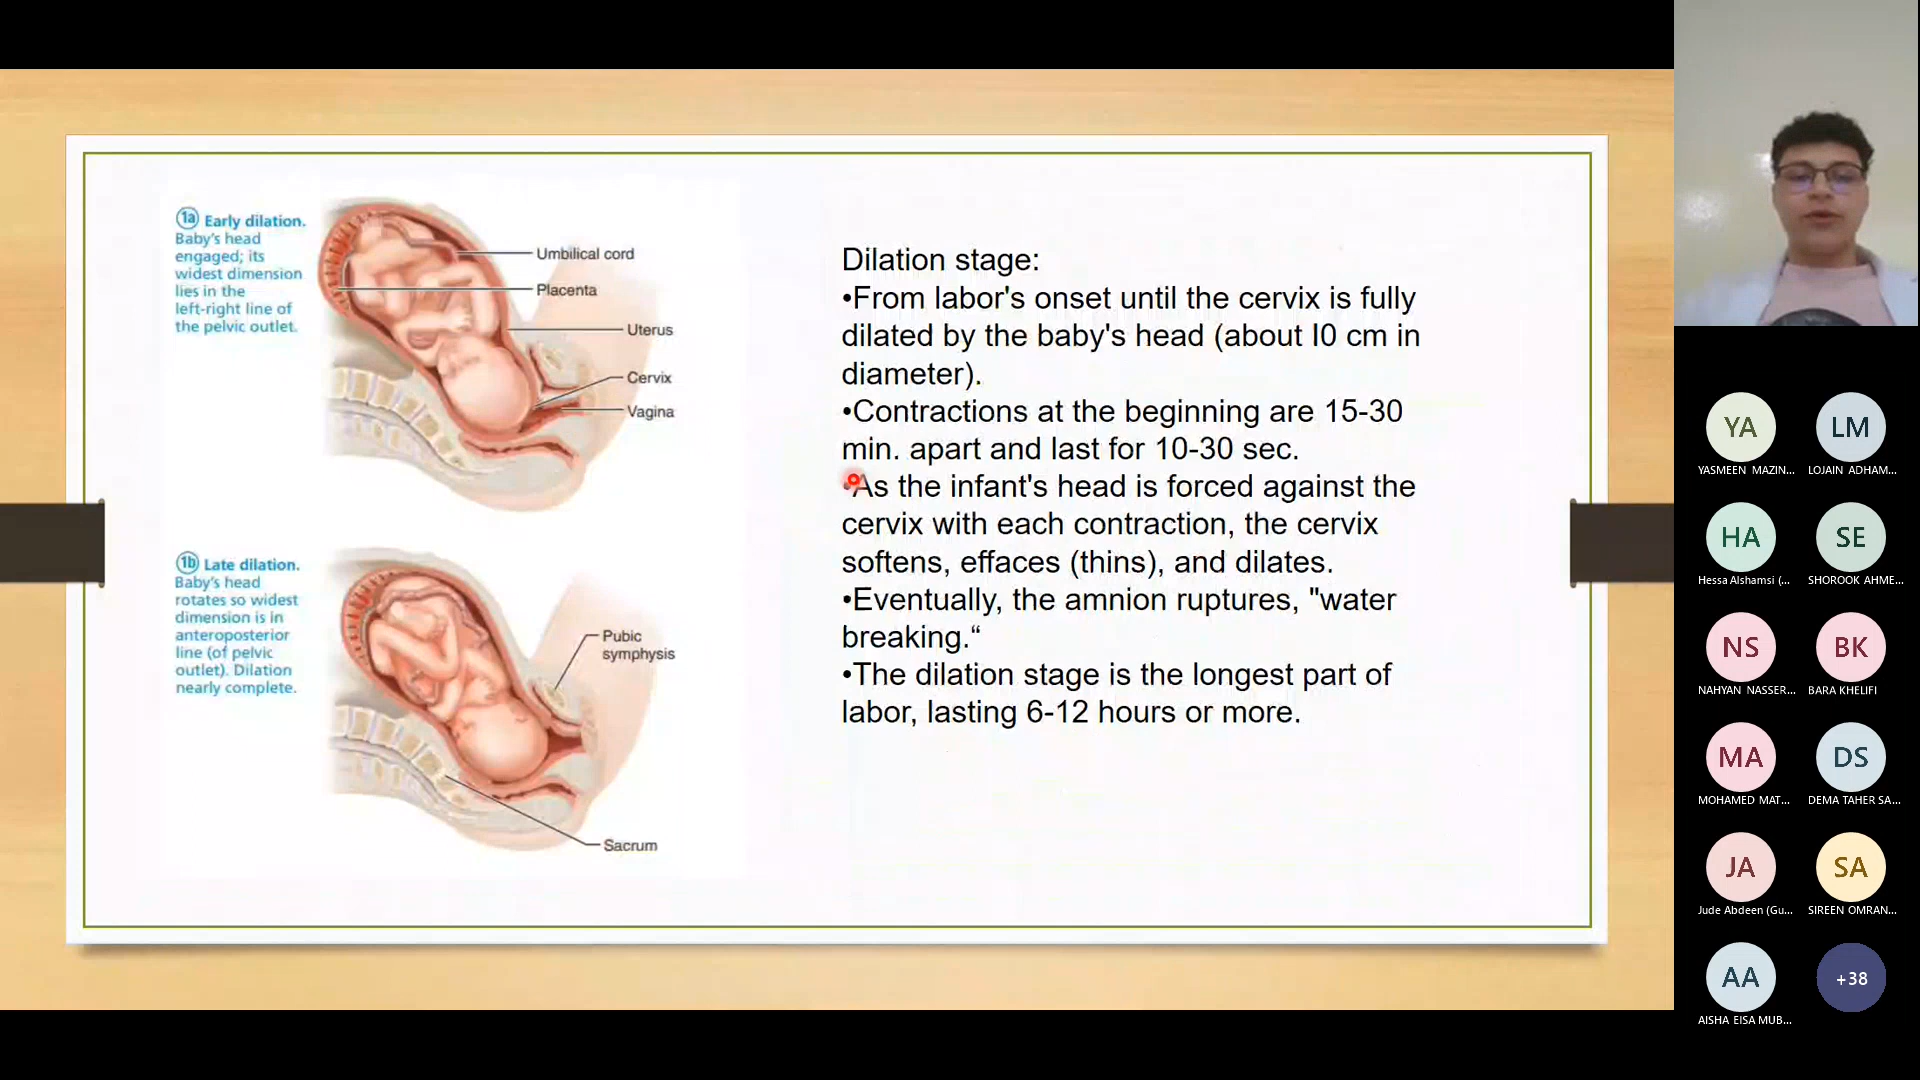 1a Early dilation.
Baby's head
engaged; its
widest dimension
lies in the
left-right line of
the pelvic outlet.
Umbilical cord
Placenta
Uterus
Cervix
Vagina
1b Late dilation.
Baby's head
rotates so widest
dimension is in
anteroposterior
line (of pelvic
outlet). Dilation
nearly complete.
Pubic
symphysis
Sacrum
Dilation stage:
•From labor's onset until the cervix is fully
dilated by the baby's head (about I0 cm in
diameter).
•Contractions at the beginning are 15-30
min. apart and last for 10-30 sec.
•As the infant's head is forced against the
cervix with each contraction, the cervix
softens, effaces (thins), and dilates.
•Eventually, the amnion ruptures, "water
breaking.“
•The dilation stage is the longest part of
labor, lasting 6-12 hours or more.
YA LM
YASMEEN MAZIN... LOJAIN ADHAM...
HA SE
Hessa Alshamsi (... SHOROOK AHME...
NS BK
NAHYAN NASSER... BARA KHELIFI
MA DS
MOHAMED MAT... DEMA TAHER SA...
JA SA
Jude Abdeen (Gu... SIREEN OMRAN...
AA +38
AISHA EISA MUB...